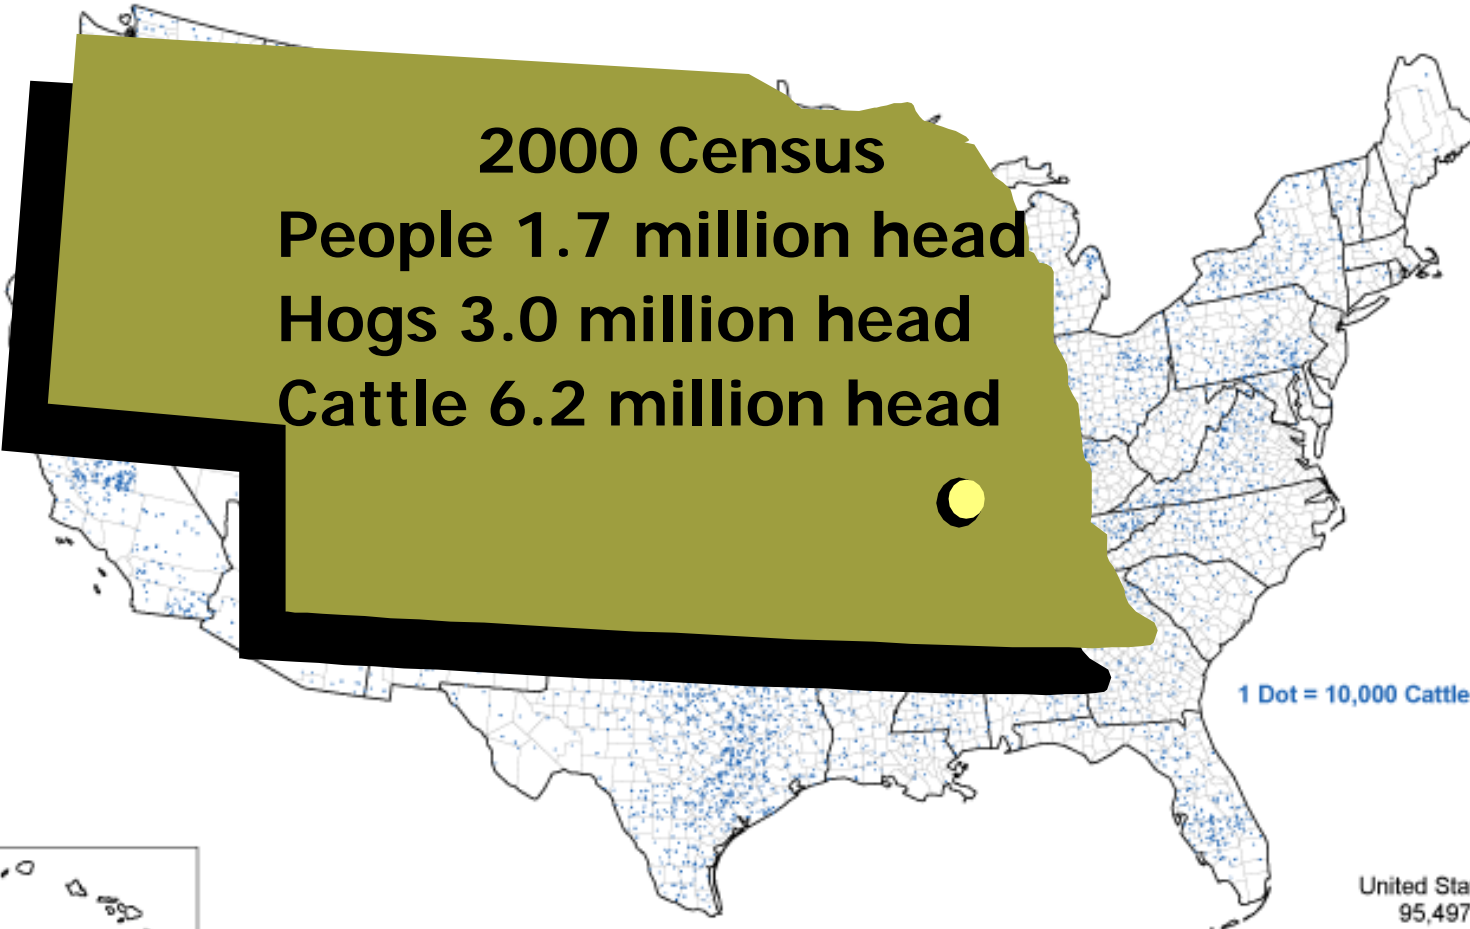 2000 Census
People 1.7 million head
Hogs 3.0 million head
Cattle 6.2 million head
1 Dot = 10,000 Cattle
United Sta
95,497